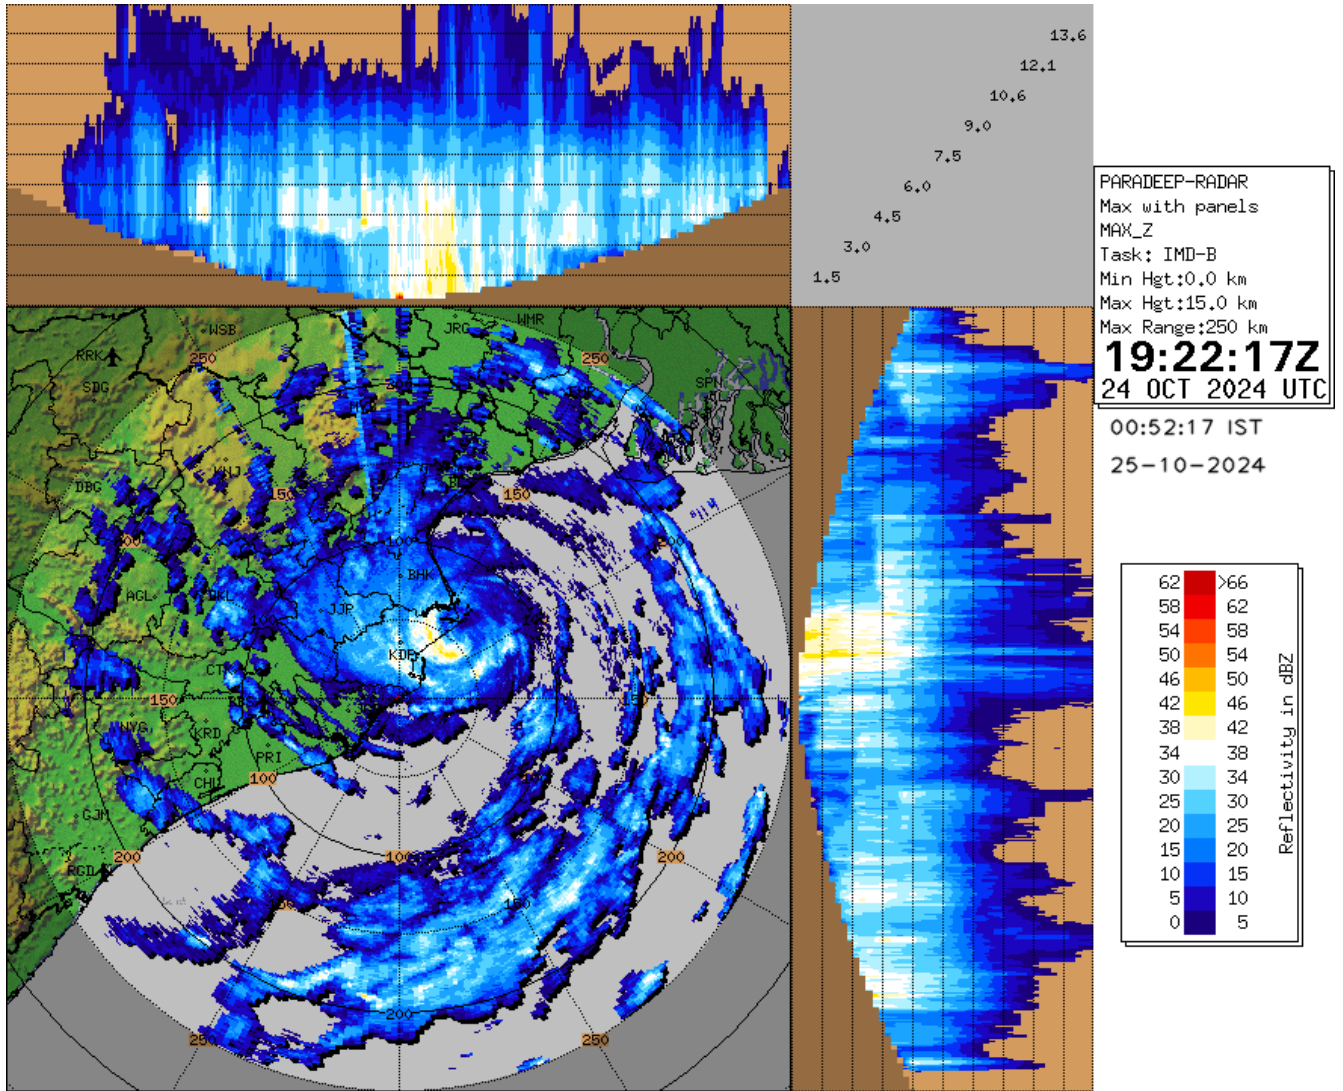 13.6
12.1
10.6
9.0
7.5
6.0
4.5
3.0
1.5
PARADEEP-RADAR
Max with panels
MAX_Z
Task: IMD-B
Min Hgt:0.0 km
Max Hgt:15.0 km
Max Range:250 km
19:22:17Z
24 OCT 2024 UTC
00:52:17 IST
25-10-2024
62 >66
58 62
54 58
50 54
46 50
42 46
38 42
34 38
30 34
25 30
20 25
15 20
10 15
5 10
0 5
Reflectivity in dBZ
WSB
JRG
WMR
RRK
250
250
SDG
SPN
KNJ
DBG
150
150
200
100
BHK
AGL
JJP
KDP
CT
150
NYG
KRD
PRI
100
CHL
GJM
200
100
200
RGD
150
200
250
250